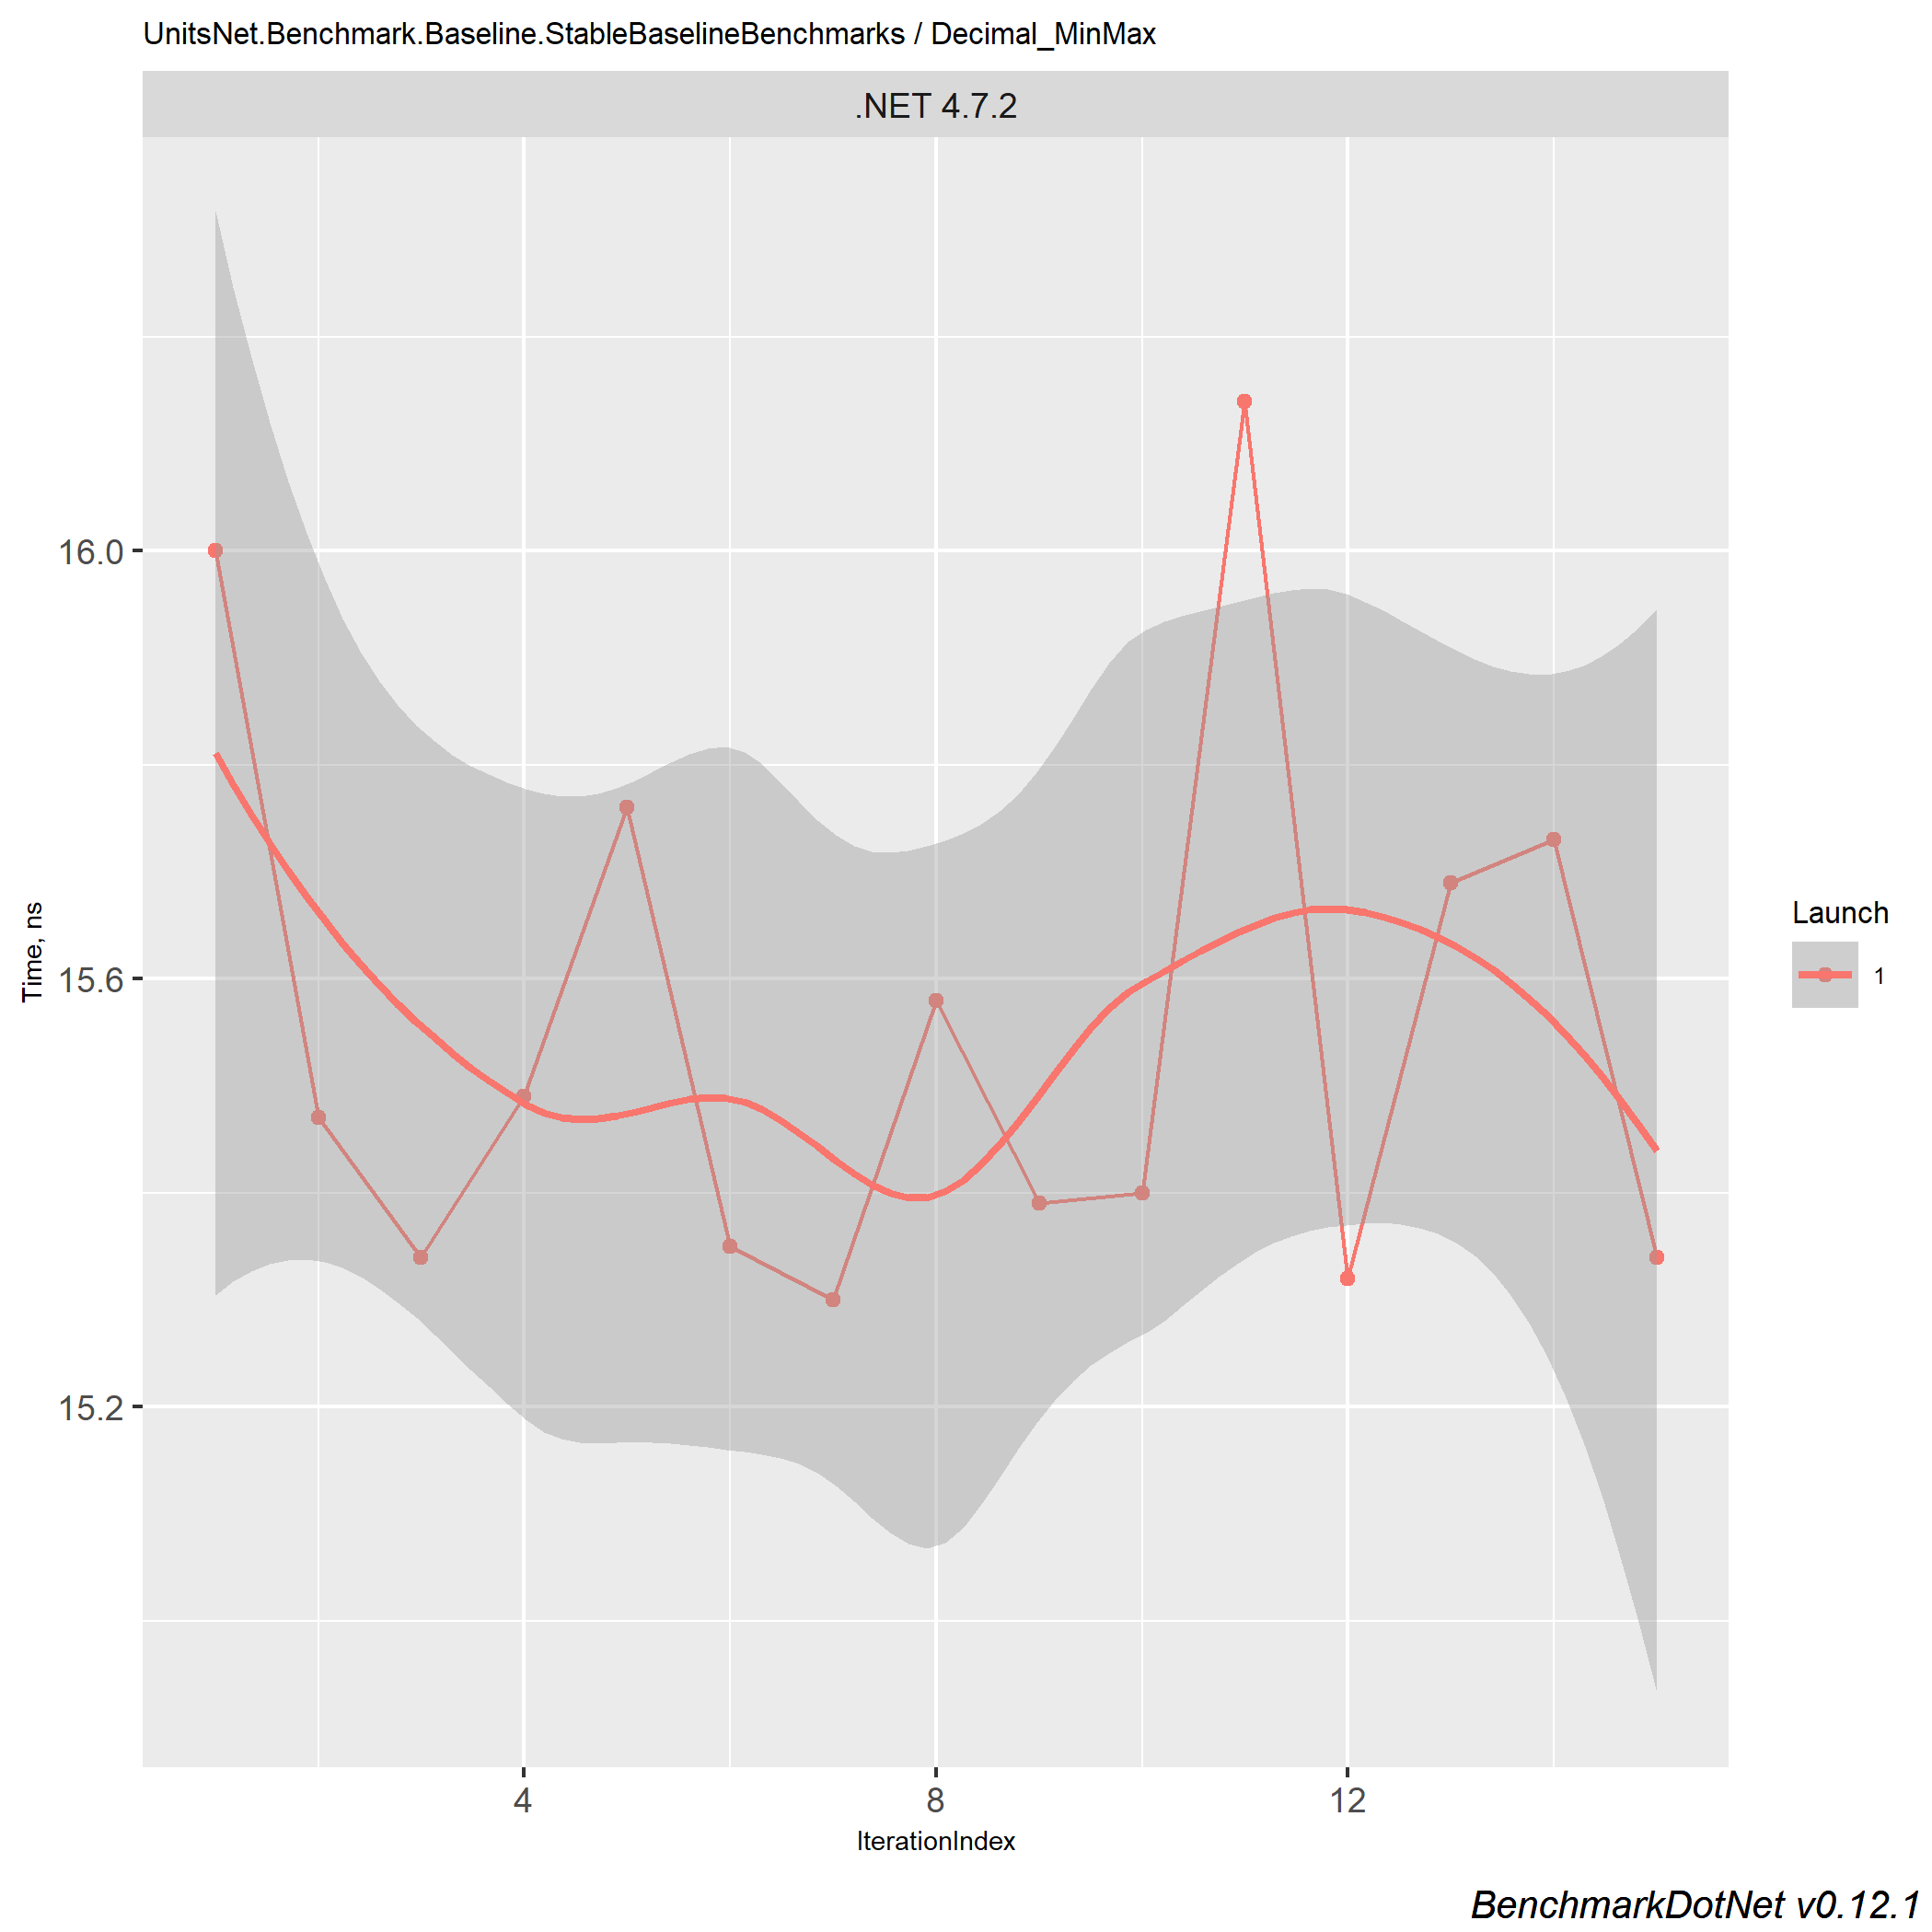 UnitsNet.Benchmark.Baseline.StableBaselineBenchmarks / Decimal_MinMax
.NET 4.7.2
16.0
15.6
15.2
Time, ns
4 8 12
IterationIndex
Launch
1
BenchmarkDotNet v0.12.1